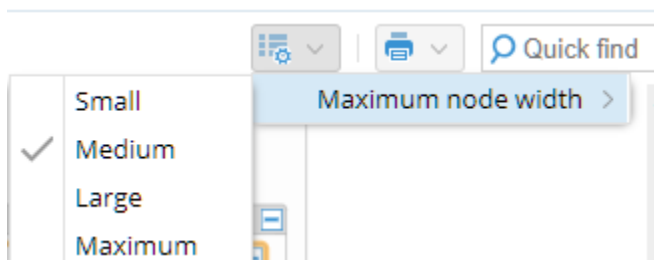 Quick find
Maximum node width
Small
Medium
Large
Maximum